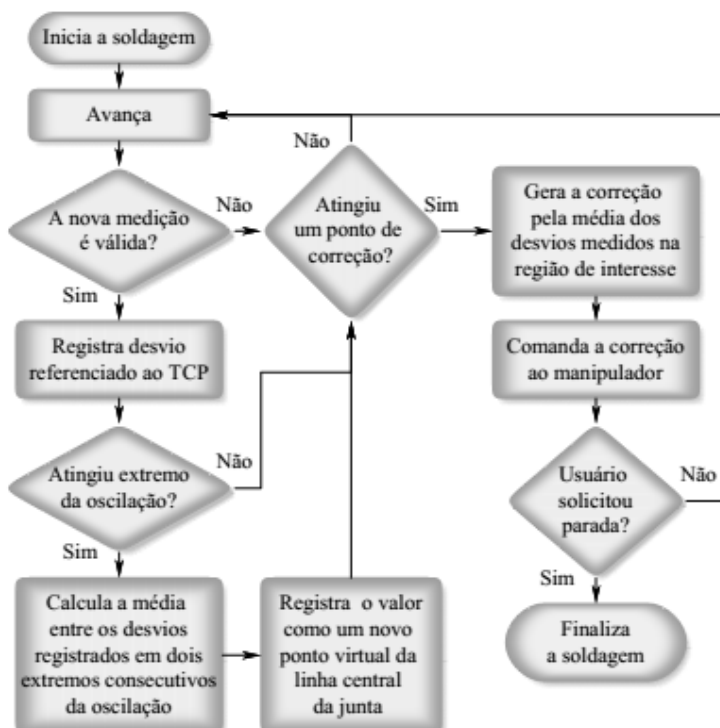 Inicia a soldagem
Avança
A nova medição
é válida?
Não
Sim
Registra desvio
referenciado ao TCP
Atingiu extremo
da oscilação?
Não
Sim
Calcula a média
entre os desvios
registrados em dois
extremos consecutivos
da oscilação
Registra o valor
como um novo
ponto virtual da
linha central
da junta
Não
Atingiu
um ponto de
correção?
Sim
Gera a correção
pela média dos
desvios medidos na
região de interesse
Comanda a correção
ao manipulador
Usuário
solicitou
parada?
Não
Sim
Finaliza
a soldagem